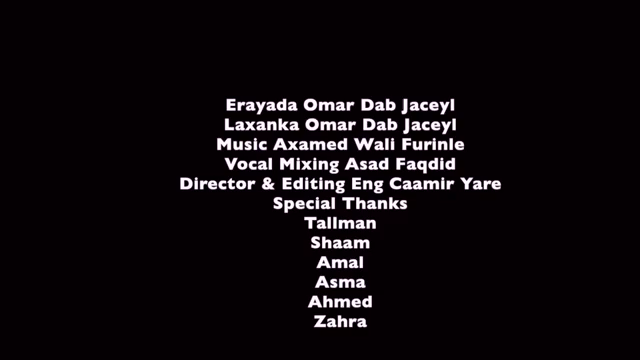 Erayada Omar Dab Jaceyl
Laxanka Omar Dab Jaceyl
Music Axamed Wali Furinle
Vocal Mixing Asad Faqdid
Director & Editing Eng Caamir Yare
Special Thanks
Tallman
Shaam
Amal
Asma
Ahmed
Zahra